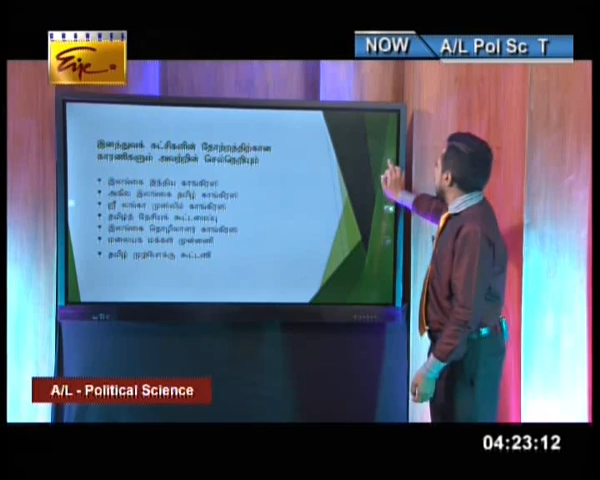 CHANNEL
Eye
NOW A/L Pol Sc T
இனத்துவக் கட்சிகளின் தோற்றத்திற்கான
காரணிகளும் அவற்றின் செல்நெறியும்
• இலங்கை இந்திய காங்கிரஸ்
• அகில இலங்கை தமிழ் காங்கிரஸ்
• ஸ்ரீ லங்கா முஸ்லிம் காங்கிரஸ்
• தமிழ்த் தேசியக் கூட்டமைப்பு
• இலங்கை தொழிலாளர் காங்கிரஸ்
• மலையக மக்கள் முன்னணி
• தமிழ் முற்போக்கு கூட்டணி
A/L - Political Science
04:23:12